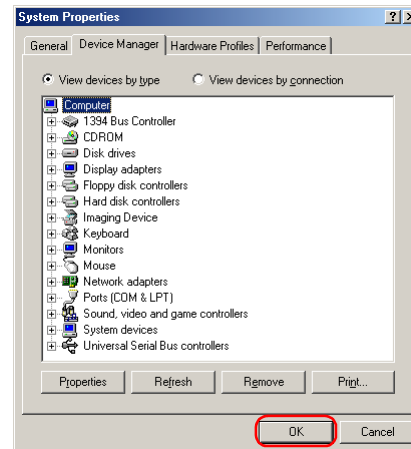 System Properties
General Device Manager Hardware Profiles Performance
View devices by type View devices by connection
Computer
1394 Bus Controller
CDROM
Disk drives
Display adapters
Floppy disk controllers
Hard disk controllers
Imaging Device
Keyboard
Monitors
Mouse
Network adapters
Ports (COM & LPT)
Sound, video and game controllers
System devices
Universal Serial Bus controllers
Properties Refresh Remove Print...
OK Cancel